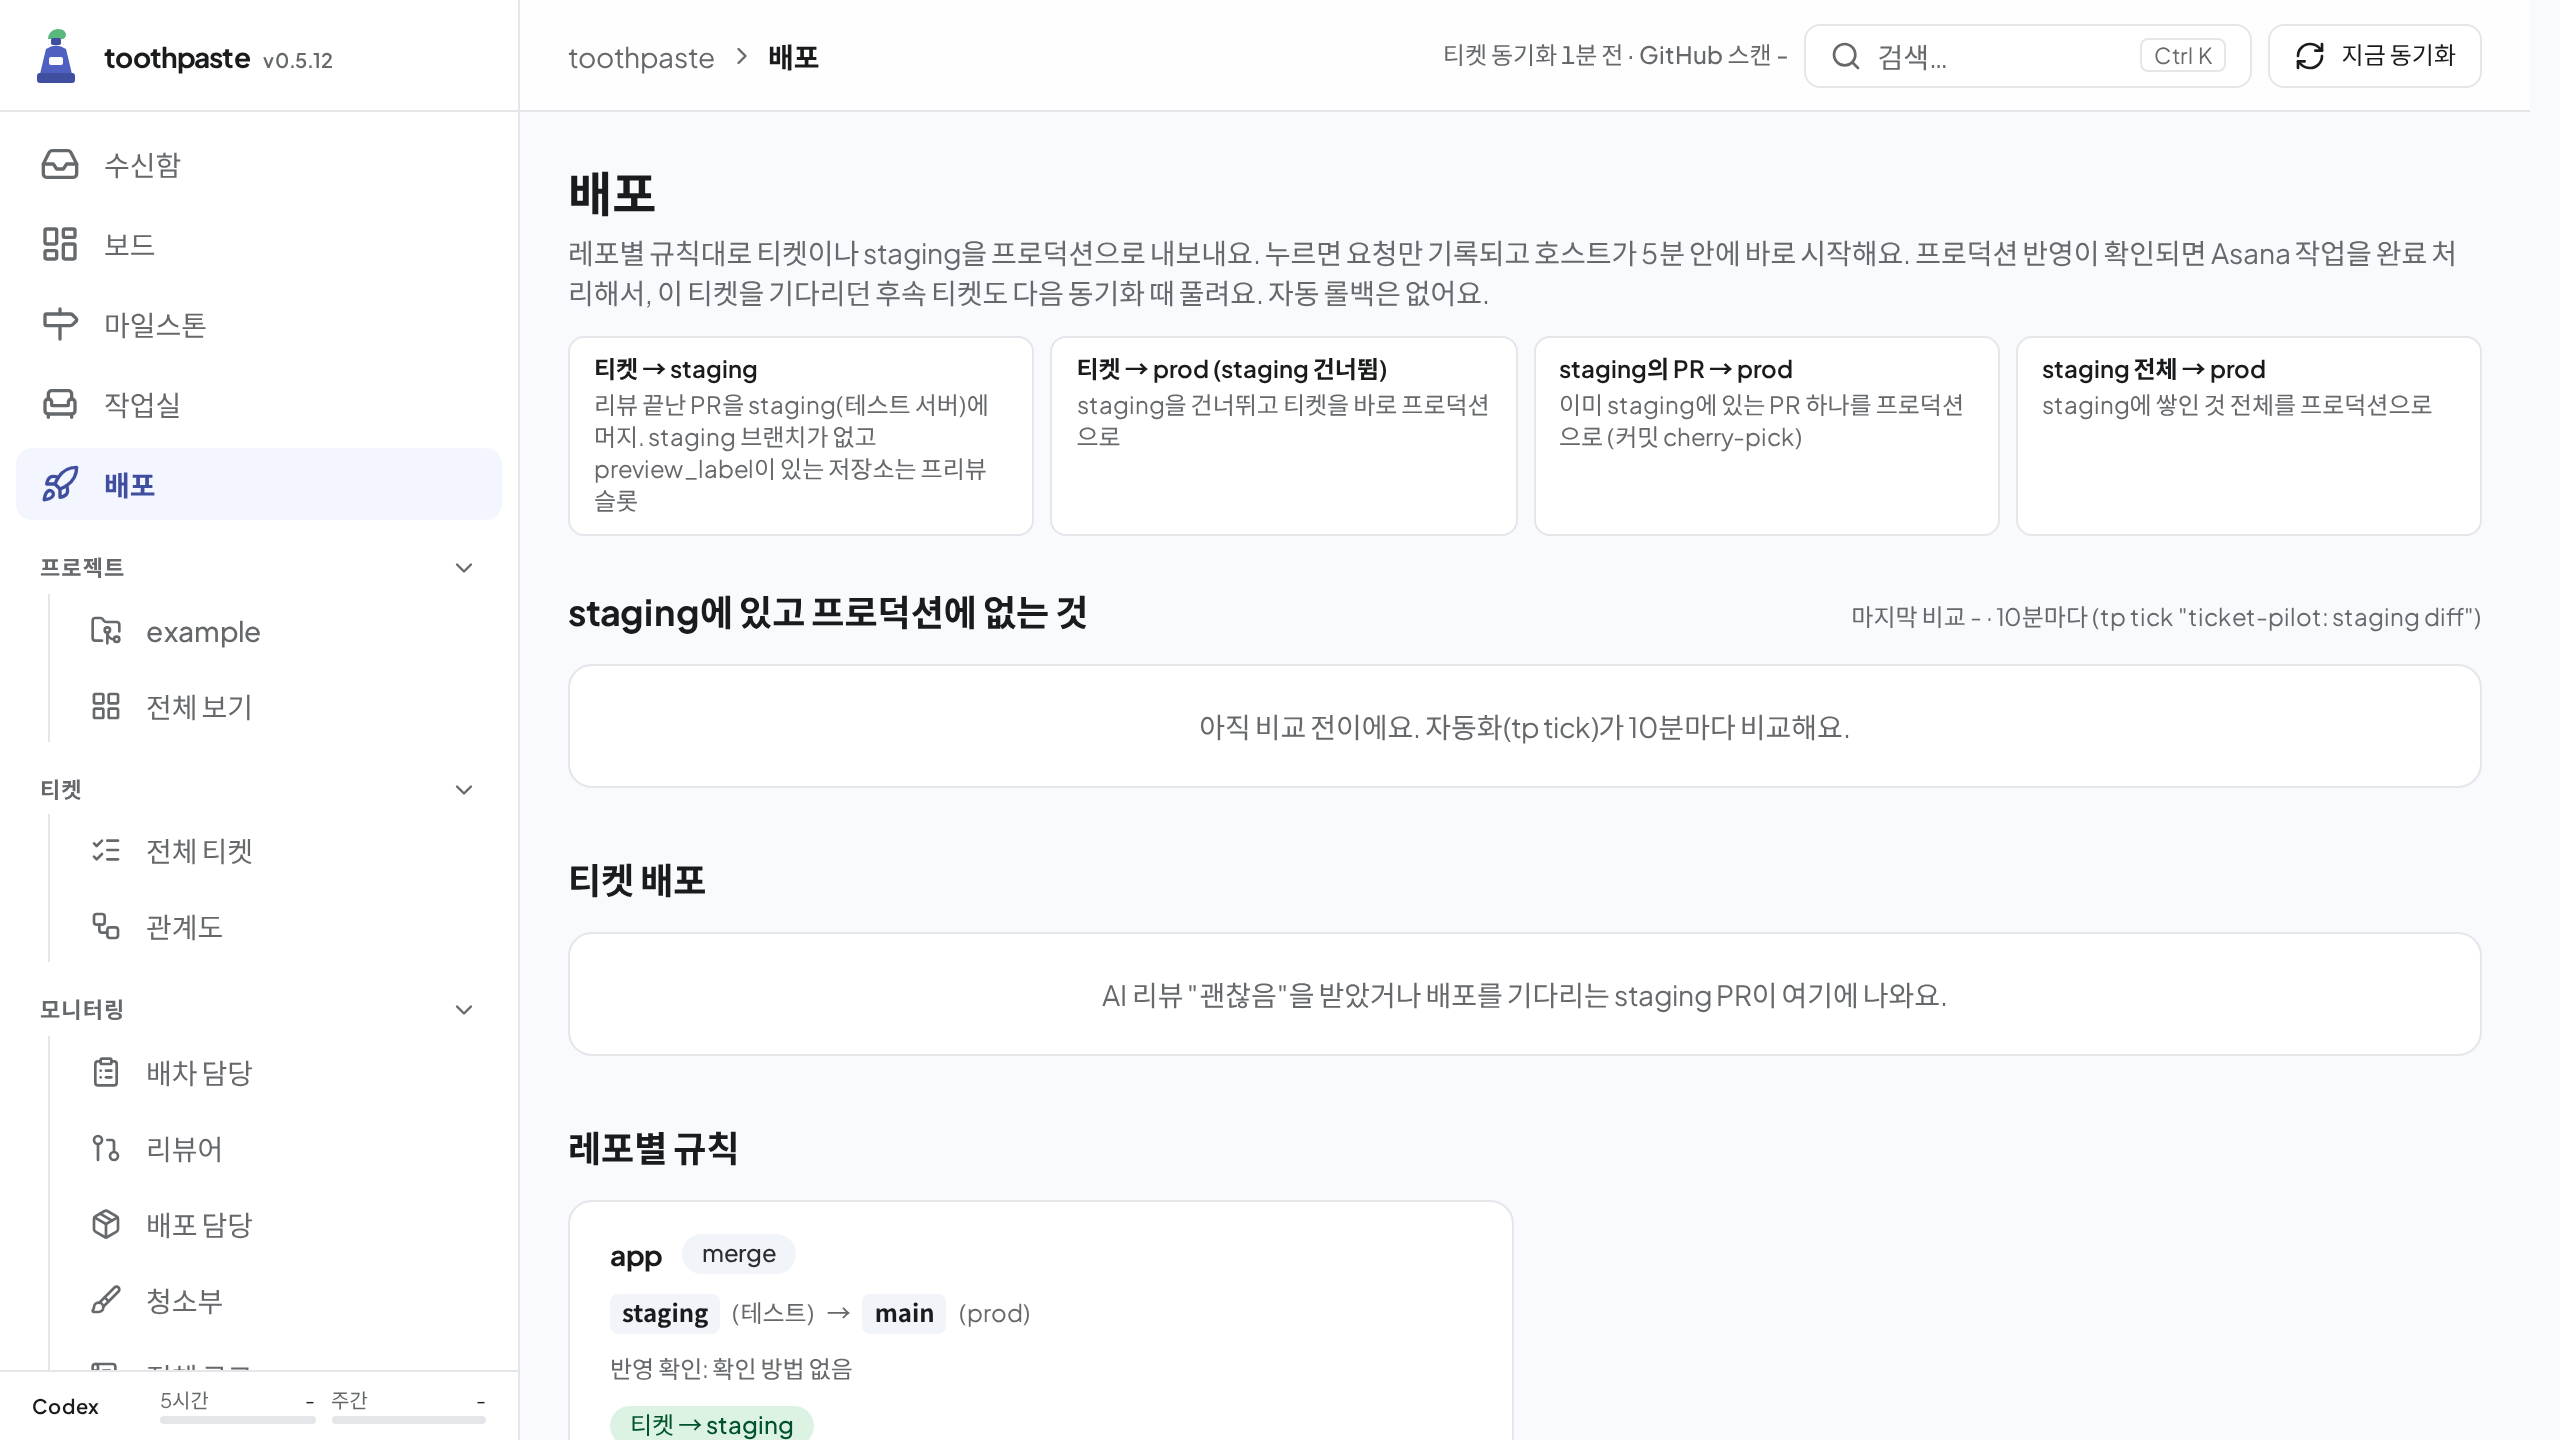 toothpaste v0.5.12
수신함
보드
마일스톤
작업실
배포
프로젝트
example
전체 보기
티켓
전체 티켓
관계도
모니터링
배차 담당
리뷰어
배포 담당
청소부
Codex
5시간 -
주간 -
toothpaste > 배포
티켓 동기화 1분 전 · GitHub 스캔 -
검색... Ctrl K
지금 동기화
배포
레포별 규칙대로 티켓이나 staging을 프로덕션으로 내보내요. 누르면 요청만 기록되고 호스트가 5분 안에 바로 시작해요. 프로덕션 반영이 확인되면 Asana 작업을 완료 처
리해서, 이 티켓을 기다리던 후속 티켓도 다음 동기화 때 풀려요. 자동 롤백은 없어요.
티켓 → staging
리뷰 끝난 PR을 staging(테스트 서버)에
머지. staging 브랜치가 없고
preview_label이 있는 저장소는 프리뷰
슬롯
티켓 → prod (staging 건너뜀)
staging을 건너뛰고 티켓을 바로 프로덕션
으로
staging의 PR → prod
이미 staging에 있는 PR 하나를 프로덕션
으로 (커밋 cherry-pick)
staging 전체 → prod
staging에 쌓인 것 전체를 프로덕션으로
staging에 있고 프로덕션에 없는 것
마지막 비교 - · 10분마다 (tp tick "ticket-pilot: staging diff")
아직 비교 전이에요. 자동화(tp tick)가 10분마다 비교해요.
티켓 배포
AI 리뷰 "괜찮음"을 받았거나 배포를 기다리는 staging PR이 여기에 나와요.
레포별 규칙
app merge
staging (테스트) → main (prod)
반영 확인: 확인 방법 없음
티켓 → staging